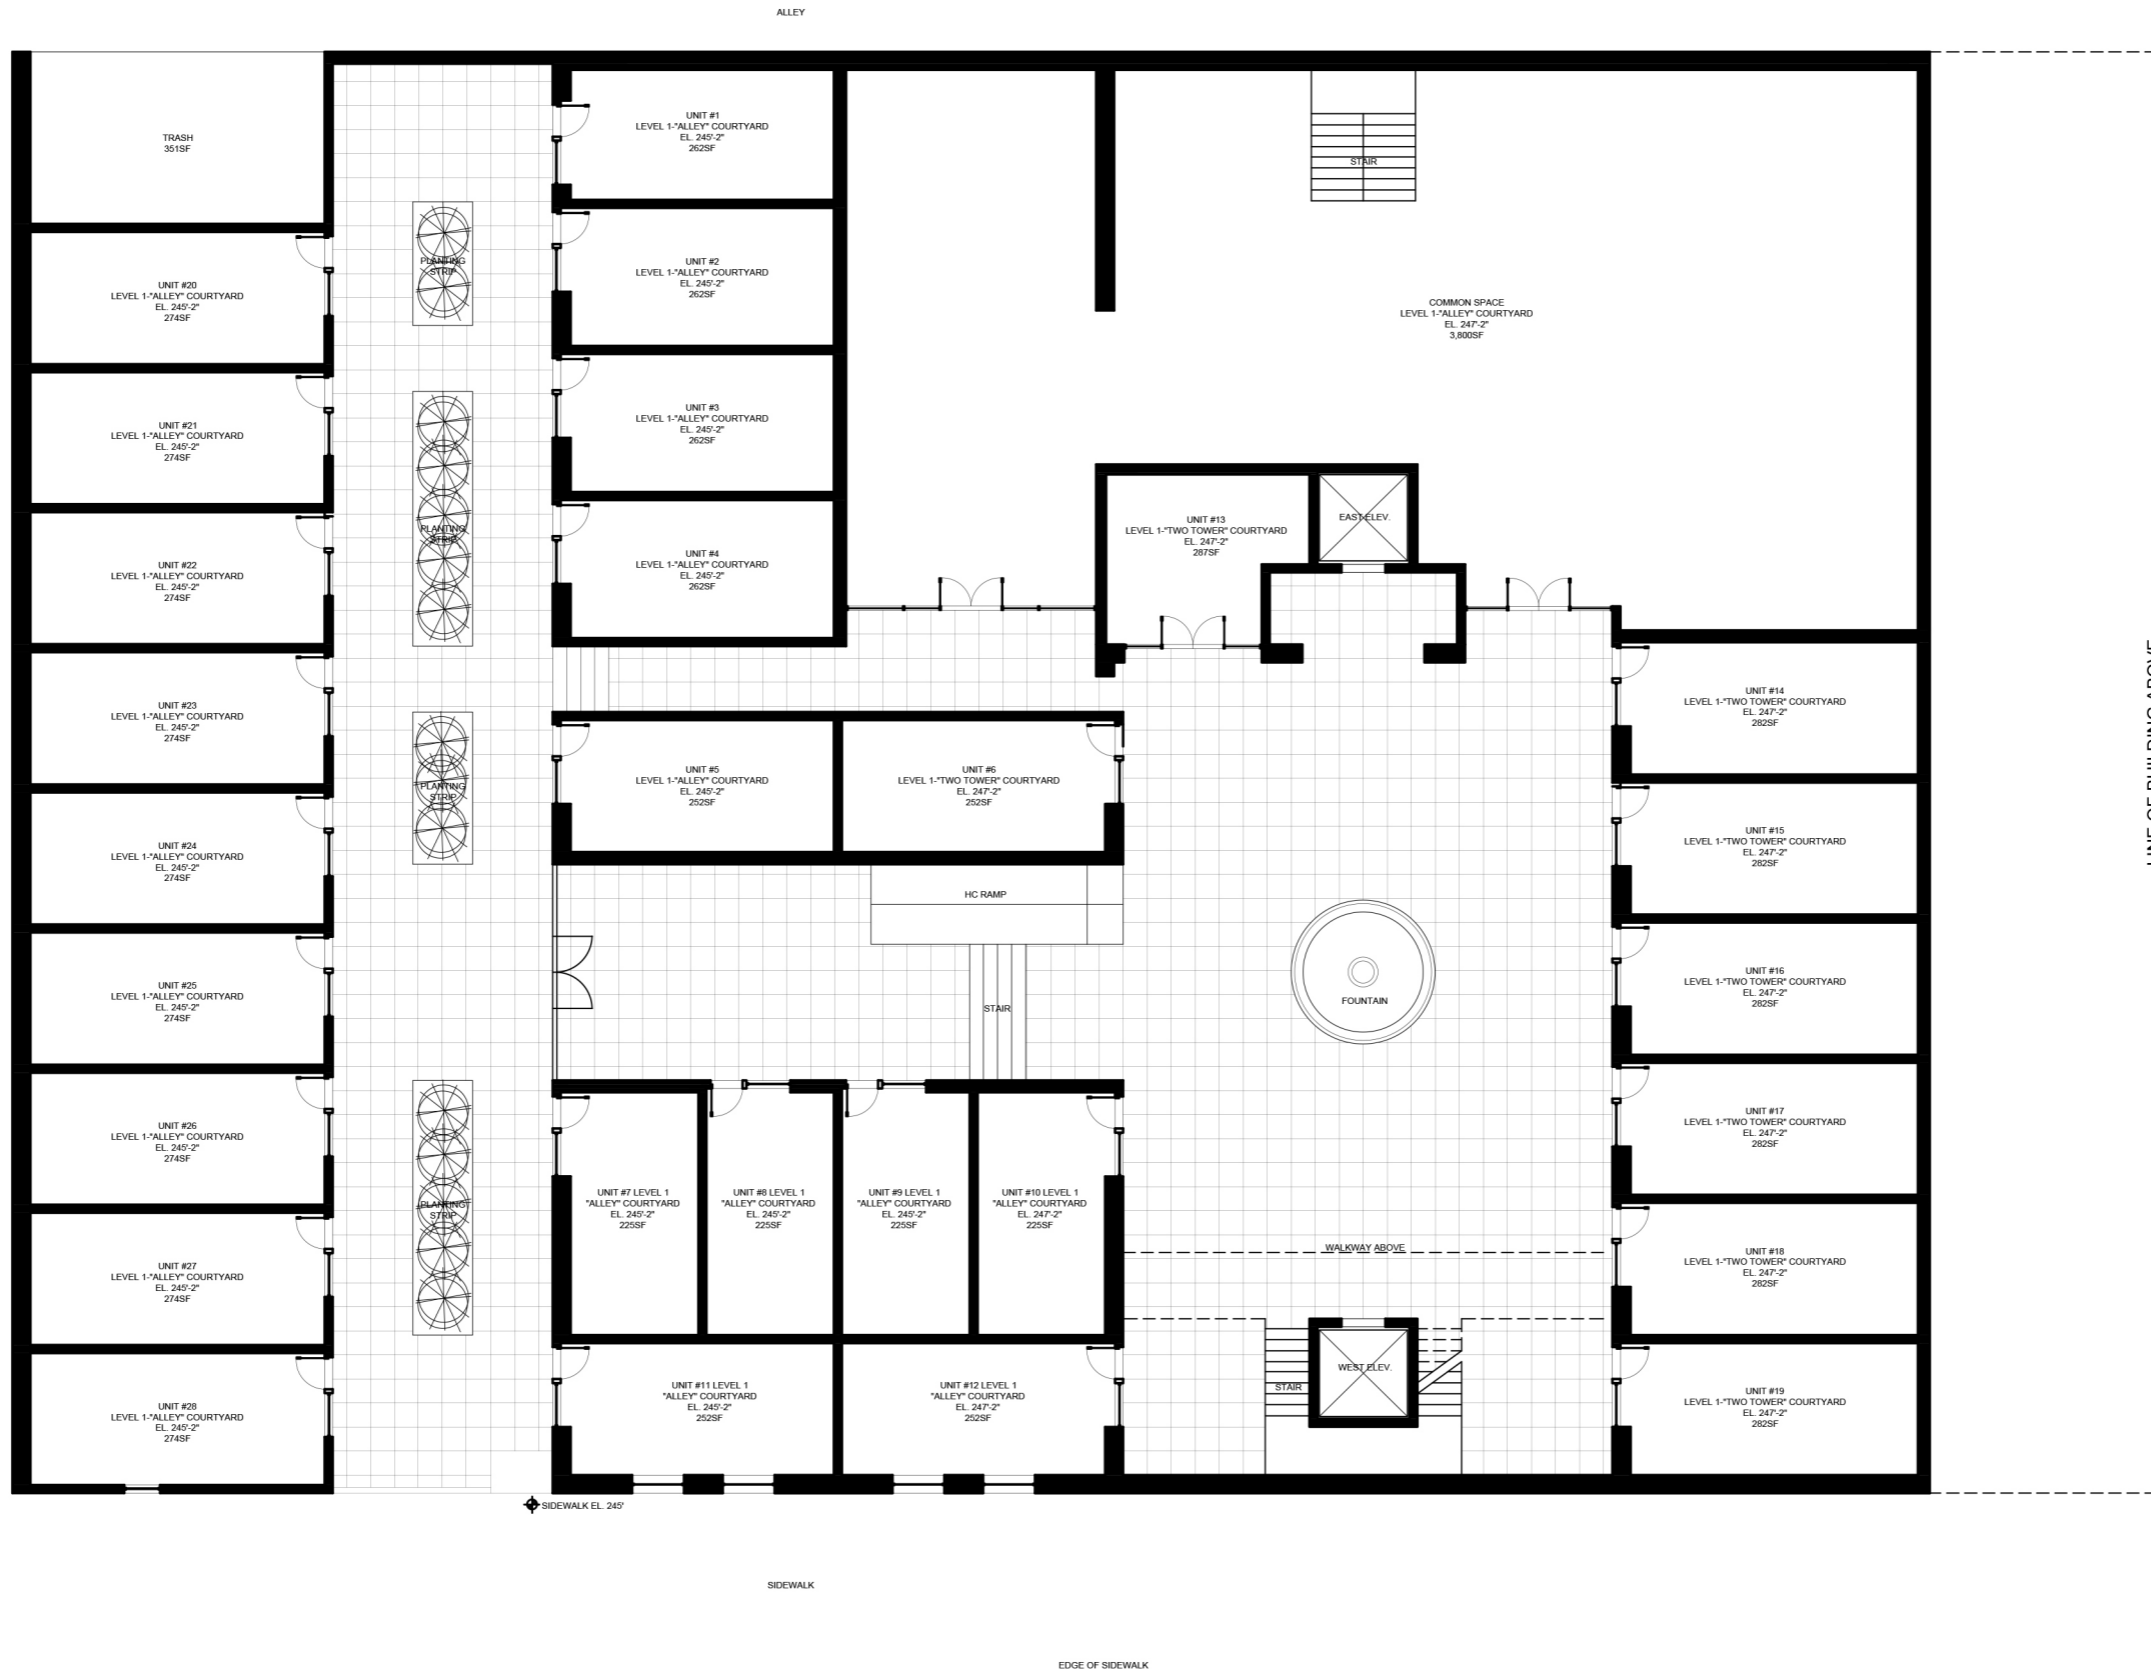 ALLEY
TRASH
351SF
UNIT #1
LEVEL 1-"ALLEY" COURTYARD
EL. 245'-2"
262SF
STAIR
PLANTING
STRIP
UNIT #2
LEVEL 1-"ALLEY" COURTYARD
EL. 245'-2"
262SF
UNIT #20
LEVEL 1-"ALLEY" COURTYARD
EL. 245'-2"
274SF
COMMON SPACE
LEVEL 1-"ALLEY" COURTYARD
EL. 247'-2"
3,800SF
UNIT #21
LEVEL 1-"ALLEY" COURTYARD
EL. 245'-2"
274SF
UNIT #3
LEVEL 1-"ALLEY" COURTYARD
EL. 245'-2"
262SF
UNIT #22
LEVEL 1-"ALLEY" COURTYARD
EL. 245'-2"
274SF
PLANTING
STRIP
UNIT #4
LEVEL 1-"ALLEY" COURTYARD
EL. 245'-2"
262SF
UNIT #13
LEVEL 1-"TWO TOWER" COURTYARD
EL. 247'-2"
287SF
EAST ELEV.
UNIT #23
LEVEL 1-"ALLEY" COURTYARD
EL. 245'-2"
274SF
UNIT #14
LEVEL 1-"TWO TOWER" COURTYARD
EL. 247'-2"
282SF
LINE OF BUILDING ABOVE
PLANTING
STRIP
UNIT #5
LEVEL 1-"ALLEY" COURTYARD
EL. 245'-2"
252SF
UNIT #6
LEVEL 1-"TWO TOWER" COURTYARD
EL. 247'-2"
252SF
UNIT #24
LEVEL 1-"ALLEY" COURTYARD
EL. 245'-2"
274SF
UNIT #15
LEVEL 1-"TWO TOWER" COURTYARD
EL. 247'-2"
282SF
HC RAMP
UNIT #25
LEVEL 1-"ALLEY" COURTYARD
EL. 245'-2"
274SF
STAIR
FOUNTAIN
UNIT #16
LEVEL 1-"TWO TOWER" COURTYARD
EL. 247'-2"
282SF
UNIT #26
LEVEL 1-"ALLEY" COURTYARD
EL. 245'-2"
274SF
UNIT #17
LEVEL 1-"TWO TOWER" COURTYARD
EL. 247'-2"
282SF
PLANTING
STRIP
UNIT #7 LEVEL 1
"ALLEY" COURTYARD
EL. 245'-2"
225SF
UNIT #8 LEVEL 1
"ALLEY" COURTYARD
EL. 245'-2"
225SF
UNIT #9 LEVEL 1
"ALLEY" COURTYARD
EL. 245'-2"
225SF
UNIT #10 LEVEL 1
"ALLEY" COURTYARD
EL. 247'-2"
225SF
WALKWAY ABOVE
UNIT #27
LEVEL 1-"ALLEY" COURTYARD
EL. 245'-2"
274SF
UNIT #18
LEVEL 1-"TWO TOWER" COURTYARD
EL. 247'-2"
282SF
UNIT #28
LEVEL 1-"ALLEY" COURTYARD
EL. 245'-2"
274SF
UNIT #11 LEVEL 1
"ALLEY" COURTYARD
EL. 245'-2"
252SF
UNIT #12 LEVEL 1
"ALLEY" COURTYARD
EL. 247'-2"
252SF
STAIR
WEST ELEV.
UNIT #19
LEVEL 1-"TWO TOWER" COURTYARD
EL. 247'-2"
282SF
SIDEWALK EL. 245'
SIDEWALK
EDGE OF SIDEWALK